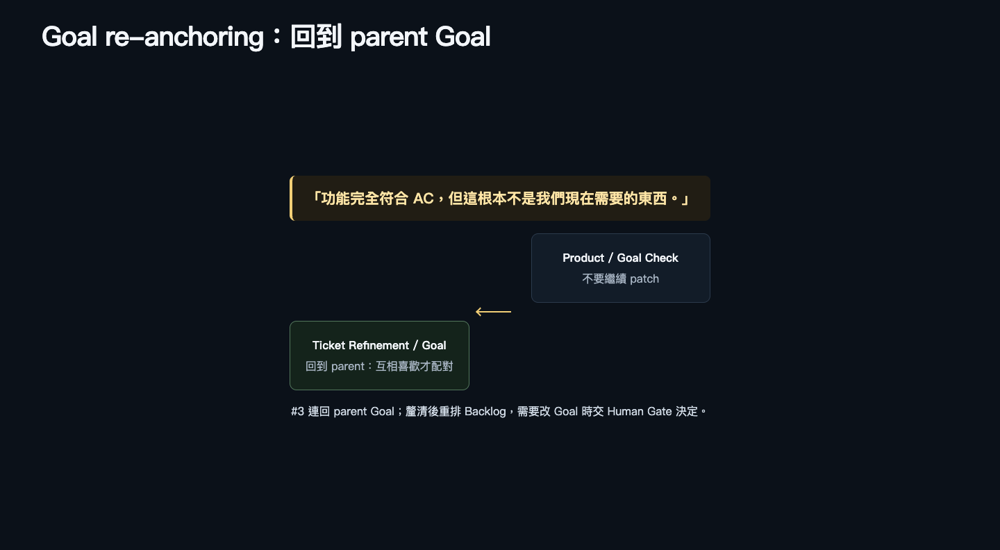 Goal re–anchoring：回到 parent Goal
「功能完全符合 AC，但這根本不是我們現在需要的東西。」
Product / Goal Check
不要繼續 patch
Ticket Refinement / Goal
回到 parent：互相喜歡才配對
#3 連回 parent Goal；釐清後重排 Backlog，需要改 Goal 時交 Human Gate 決定。